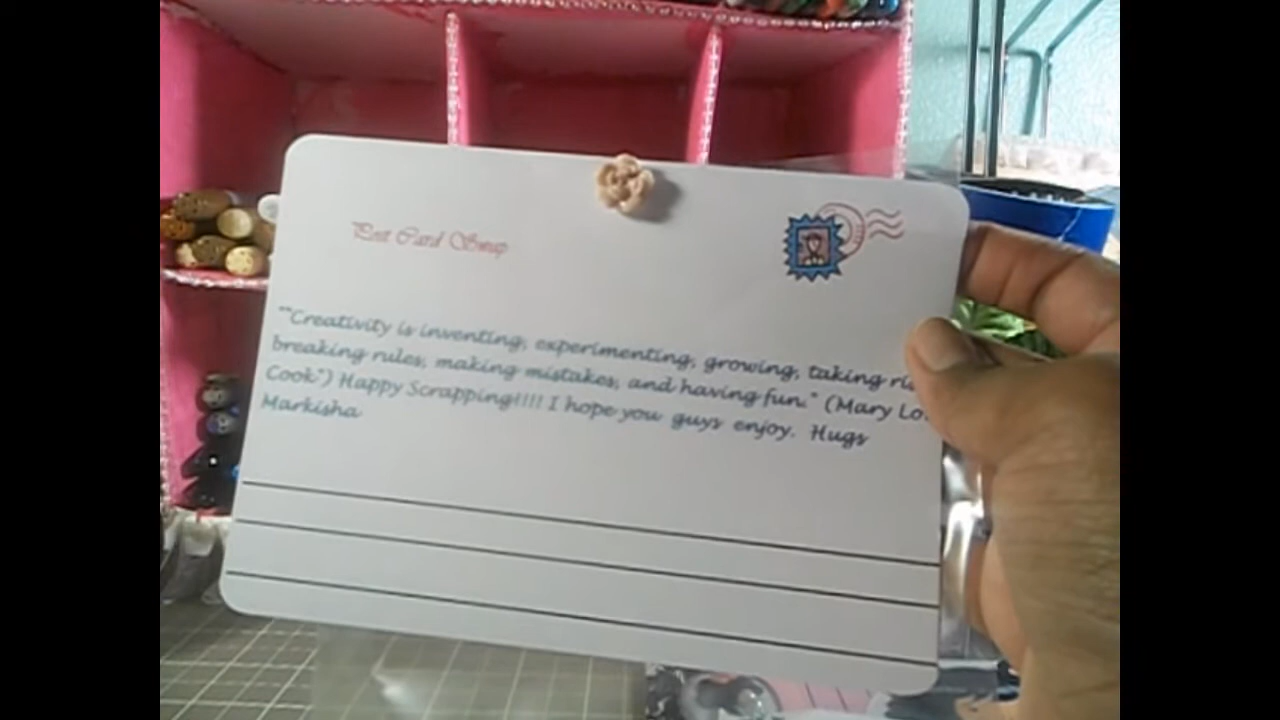 Post Card Swap
""Creativity is inventing, experimenting, growing, taking
breaking rules, making mistakes, and having fun." (Mary
Cook") Happy Scrapping!!!! I hope you guys enjoy. Hugs
Markisha